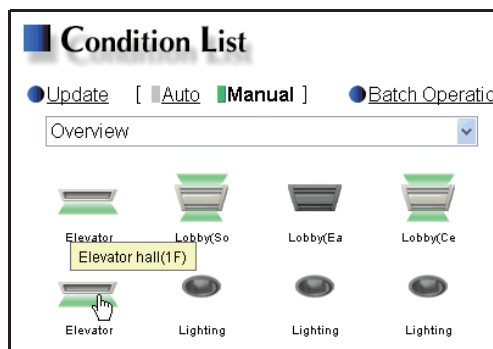 Condition List
Update [ Auto Manual ] Batch Operatio
Overview
Elevator Lobby(So Lobby(Ea Lobby(Ce
Elevator hall(1F)
Elevator Lighting Lighting Lighting